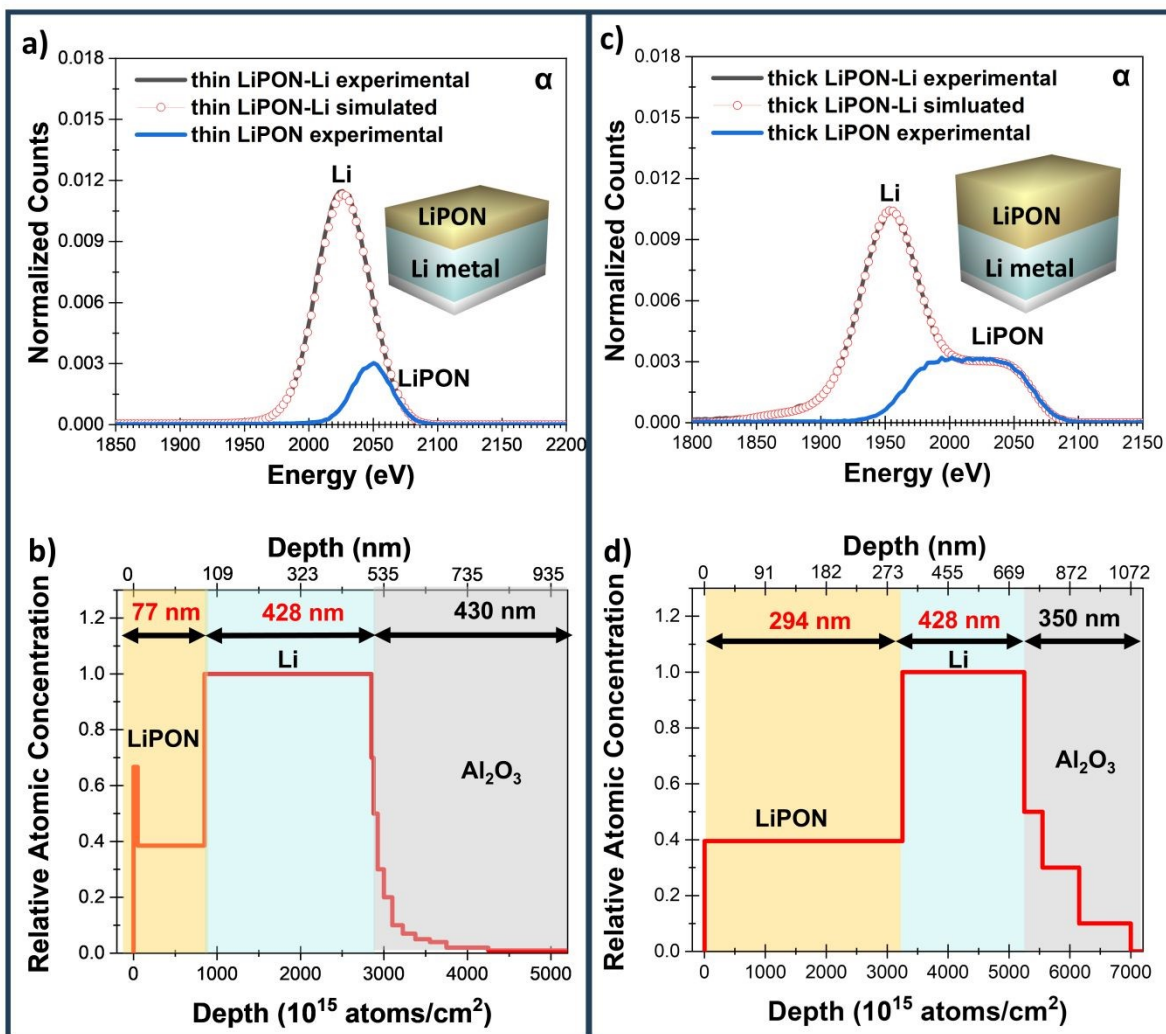 a)
0.018
0.015
0.012
0.009
0.006
0.003
0.000
Normalized Counts
thin LiPON-Li experimental
thin LiPON-Li simulated
thin LiPON experimental
α
Li
LiPON
LiPON
Li metal
1850 1900 1950 2000 2050 2100 2150 2200
Energy (eV)
b)
Depth (nm)
0 109 323 535 735 935
1.2
1.0
0.8
0.6
0.4
0.2
0.0
Relative Atomic Concentration
77 nm
428 nm
430 nm
Li
LiPON
Al₂O₃
0 1000 2000 3000 4000 5000
Depth (10¹⁵ atoms/cm²)
c)
0.018
0.015
0.012
0.009
0.006
0.003
0.000
Normalized Counts
thick LiPON-Li experimental
thick LiPON-Li simluated
thick LiPON experimental
α
Li
LiPON
LiPON
Li metal
1800 1850 1900 1950 2000 2050 2100 2150
Energy (eV)
d)
Depth (nm)
0 91 182 273 455 669 872 1072
1.2
1.0
0.8
0.6
0.4
0.2
0.0
Relative Atomic Concentration
294 nm
428 nm
350 nm
Li
LiPON
Al₂O₃
0 1000 2000 3000 4000 5000 6000 7000
Depth (10¹⁵ atoms/cm²)